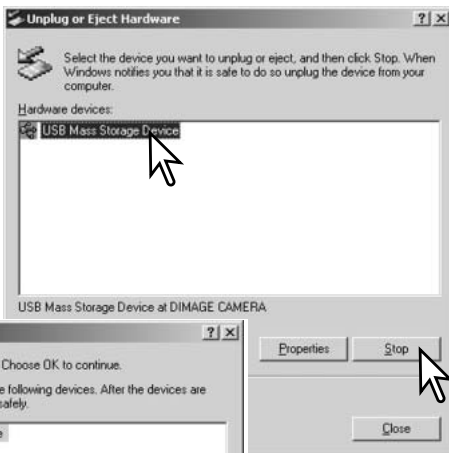 Unplug or Eject Hardware
Select the device you want to unplug or eject, and then click Stop. When
Windows notifies you that it is safe to do so unplug the device from your
computer.
Hardware devices:
USB Mass Storage Device
USB Mass Storage Device at DIMAGE CAMERA
Properties
Stop
Close
Choose OK to continue.
following devices. After the devices are
safely.